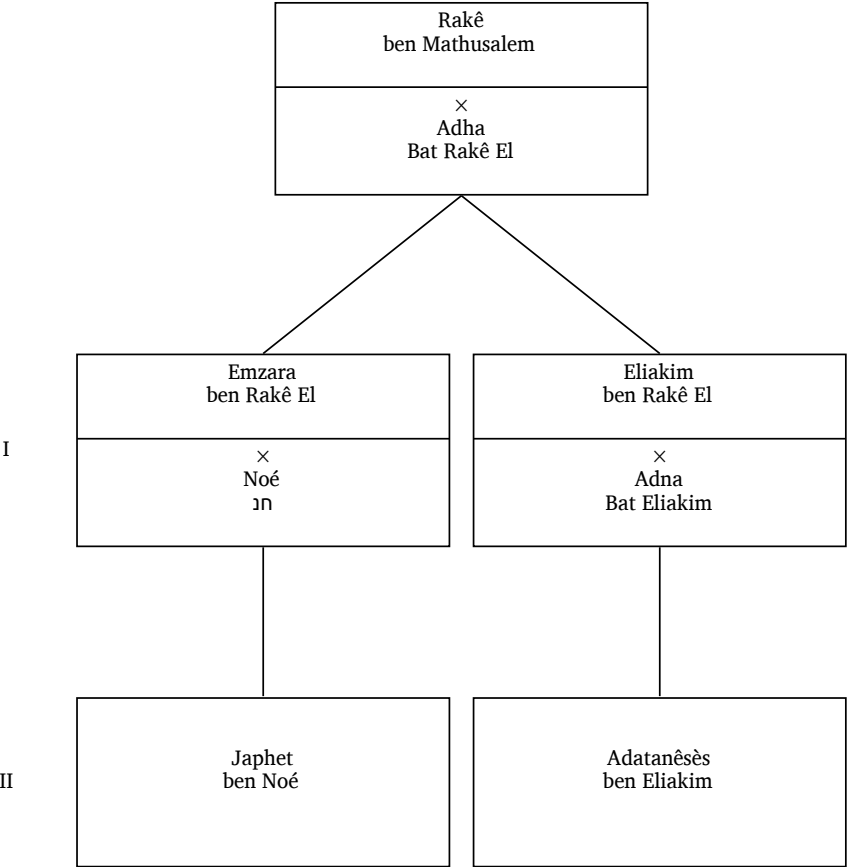 Rakê
ben Mathusalem
×
Adha
Bat Rakê El
Emzara
ben Rakê El
Eliakim
ben Rakê El
I
×
Noé
חנ
×
Adna
Bat Eliakim
II
Japhet
ben Noé
Adatanêsès
ben Eliakim